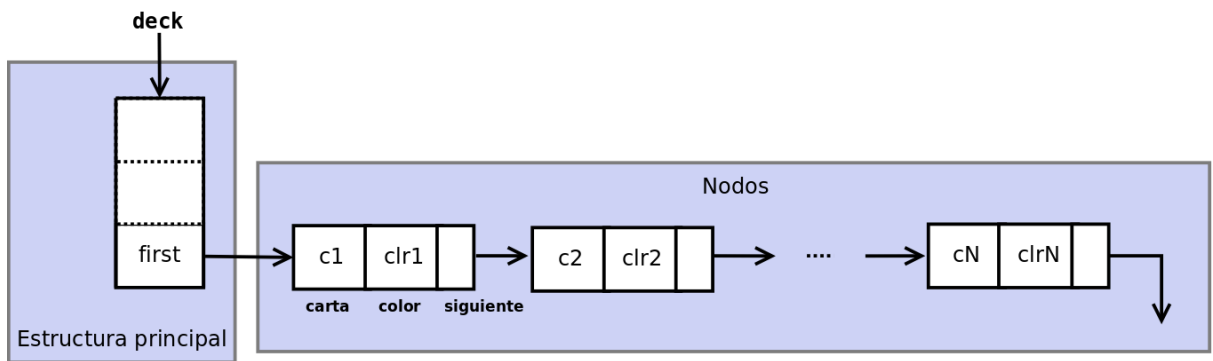 deck
Nodos
first
c1 clr1
c2 clr2
....
cN clrN
carta color siguiente
Estructura principal